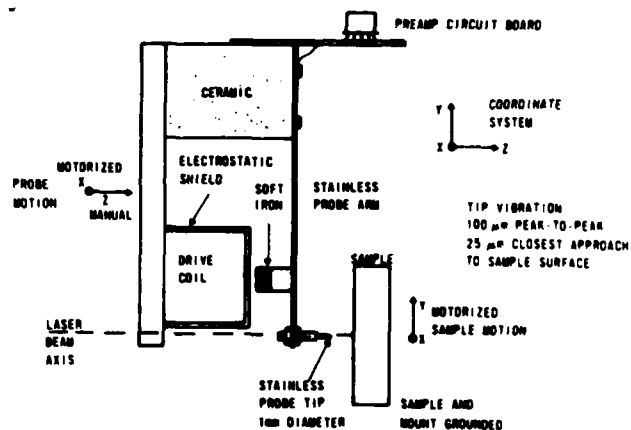 PREAMP CIRCUIT BOARD
CERAMIC
Y
X
Z
COORDINATE
SYSTEM
ELECTROSTATIC
SHIELD
MOTORIZED
X
Z
MANUAL
PROBE
MOTION
SOFT
IRON
STAINLESS
PROBE ARM
TIP VIBRATION
100 μm PEAK-TO-PEAK
25 μm CLOSEST APPROACH
TO SAMPLE SURFACE
DRIVE
COIL
SAMPLE
Y
X
MOTORIZED
SAMPLE MOTION
LASER
BEAM
AXIS
STAINLESS
PROBE TIP
1mm DIAMETER
SAMPLE AND
MOUNT GROUNDED